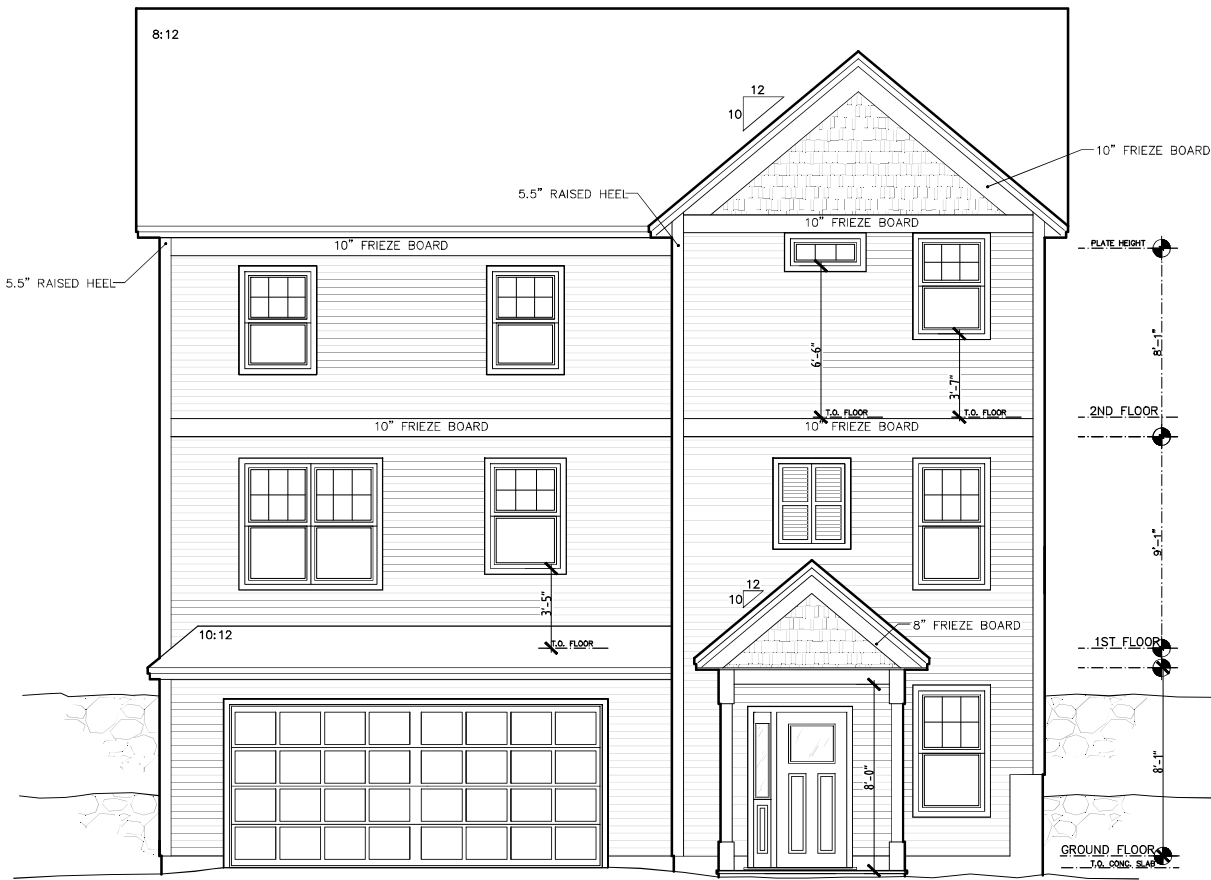 8:12
12
10
10" FRIEZE BOARD
5.5" RAISED HEEL
10" FRIEZE BOARD
10" FRIEZE BOARD
PLATE HEIGHT
5.5" RAISED HEEL
8'-1"
6'-6"
3'-7"
T.O. FLOOR
T.O. FLOOR
2ND FLOOR
10" FRIEZE BOARD
10" FRIEZE BOARD
9'-1"
12
10
3'-5"
8" FRIEZE BOARD
10:12
T.O. FLOOR
1ST FLOOR
8'-1"
8'-0"
GROUND FLOOR
T.O. CONC. SLAB